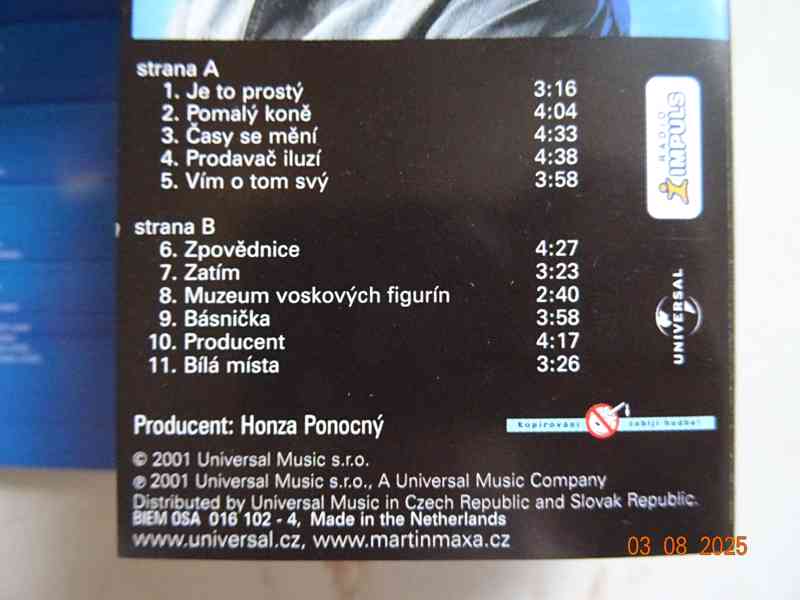 strana A
1. Je to prostý 3:16
2. Pomalý koně 4:04
3. Časy se mění 4:33
4. Prodavač iluzí 4:38
5. Vím o tom svý 3:58
strana B
6. Zpovědnice 4:27
7. Zatím 3:23
8. Muzeum voskových figurín 2:40
9. Básnička 3:58
10. Producent 4:17
11. Bílá místa 3:26
RÁDIO
IMPULS
UNIVERSAL
Producent: Honza Ponocný
kopírování zabíjí hudbu!
© 2001 Universal Music s.r.o.
℗ 2001 Universal Music s.r.o., A Universal Music Company
Distributed by Universal Music in Czech Republic and Slovak Republic.
BIEM OSA 016 102 - 4, Made in the Netherlands
www.universal.cz, www.martinmaxa.cz
03 08 2025